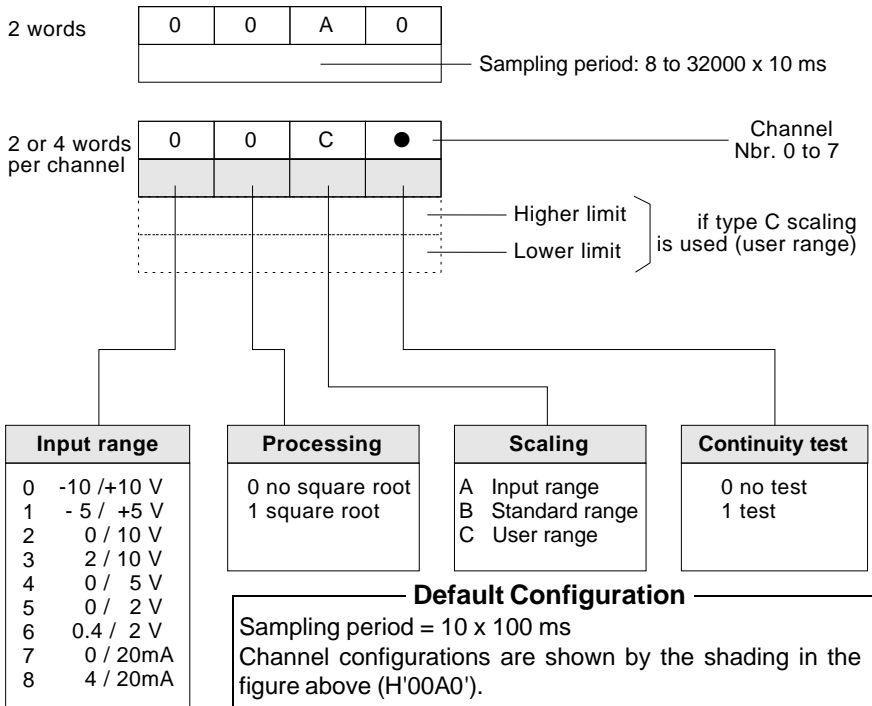 2 words
0 0 A 0
Sampling period: 8 to 32000 x 10 ms
2 or 4 words
per channel
0 0 C ●
Channel
Nbr. 0 to 7
Higher limit
Lower limit
if type C scaling
is used (user range)
Input range
0 -10 /+10 V
1 - 5 / +5 V
2 0 / 10 V
3 2 / 10 V
4 0 / 5 V
5 0 / 2 V
6 0.4 / 2 V
7 0 / 20mA
8 4 / 20mA
Processing
0 no square root
1 square root
Scaling
A Input range
B Standard range
C User range
Continuity test
0 no test
1 test
Default Configuration
Sampling period = 10 x 100 ms
Channel configurations are shown by the shading in the
figure above (H'00A0').